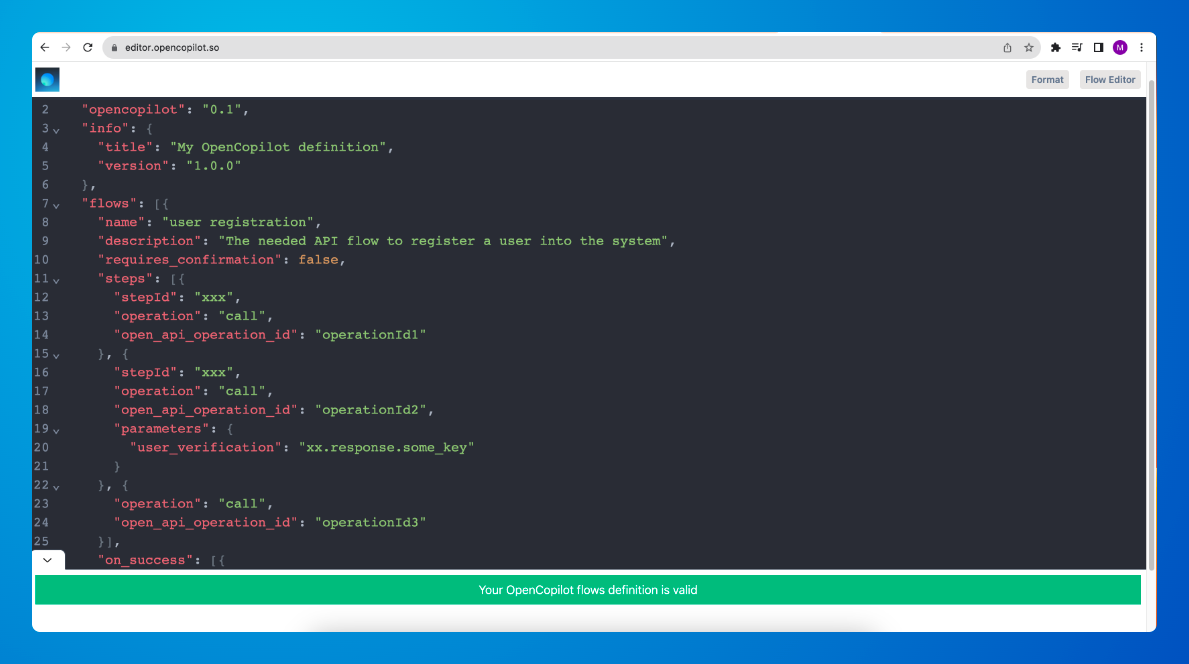 editor.opencopilot.so
M
Format Flow Editor
2 "opencopilot": "0.1",
3 "info": {
4 "title": "My OpenCopilot definition",
5 "version": "1.0.0"
6 },
7 "flows": [{
8 "name": "user registration",
9 "description": "The needed API flow to register a user into the system",
10 "requires_confirmation": false,
11 "steps": [{
12 "stepId": "xxx",
13 "operation": "call",
14 "open_api_operation_id": "operationId1"
15 }, {
16 "stepId": "xxx",
17 "operation": "call",
18 "open_api_operation_id": "operationId2",
19 "parameters": {
20 "user_verification": "xx.response.some_key"
21 }
22 }, {
23 "operation": "call",
24 "open_api_operation_id": "operationId3"
25 }],
"on_success": [{
Your OpenCopilot flows definition is valid